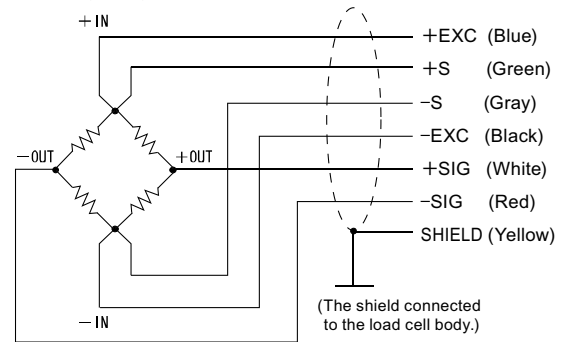 +IN
+EXC (Blue)
+S (Green)
−S (Gray)
−EXC (Black)
−OUT
+OUT
+SIG (White)
−SIG (Red)
SHIELD (Yellow)
(The shield connected
to the load cell body.)
−IN